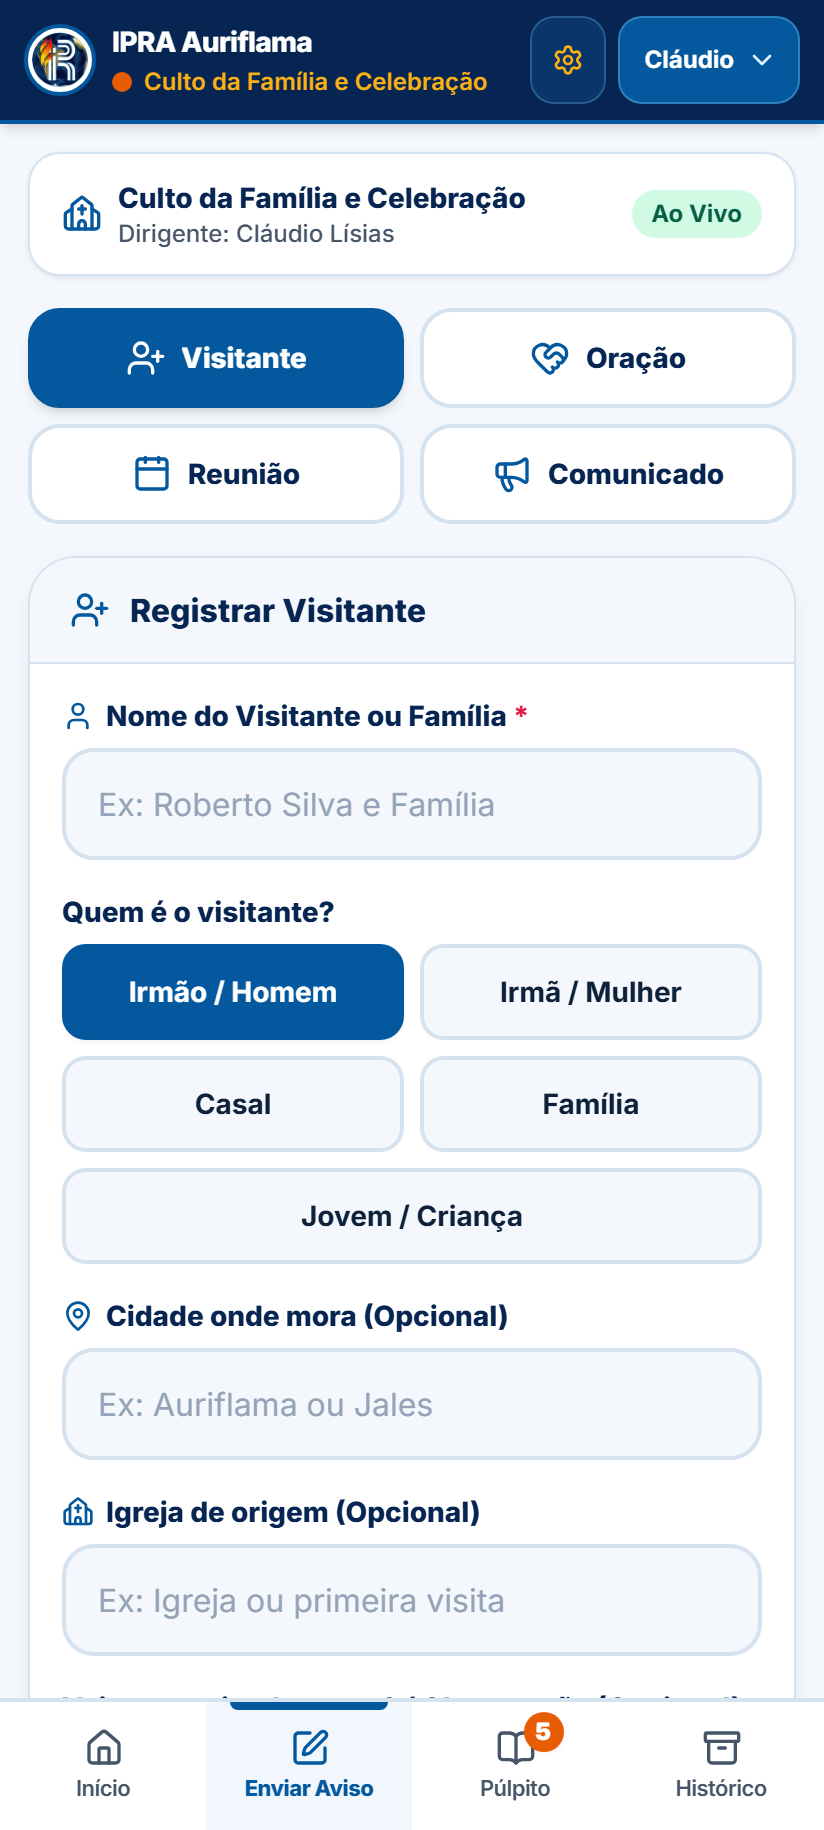 IPRA Auriflama
Culto da Família e Celebração
Cláudio
Culto da Família e Celebração
Dirigente: Cláudio Lísias
Ao Vivo
Visitante
Oração
Reunião
Comunicado
Registrar Visitante
Nome do Visitante ou Família *
Ex: Roberto Silva e Família
Quem é o visitante?
Irmão / Homem
Irmã / Mulher
Casal
Família
Jovem / Criança
Cidade onde mora (Opcional)
Ex: Auriflama ou Jales
Igreja de origem (Opcional)
Ex: Igreja ou primeira visita
5
Início
Enviar Aviso
Púlpito
Histórico